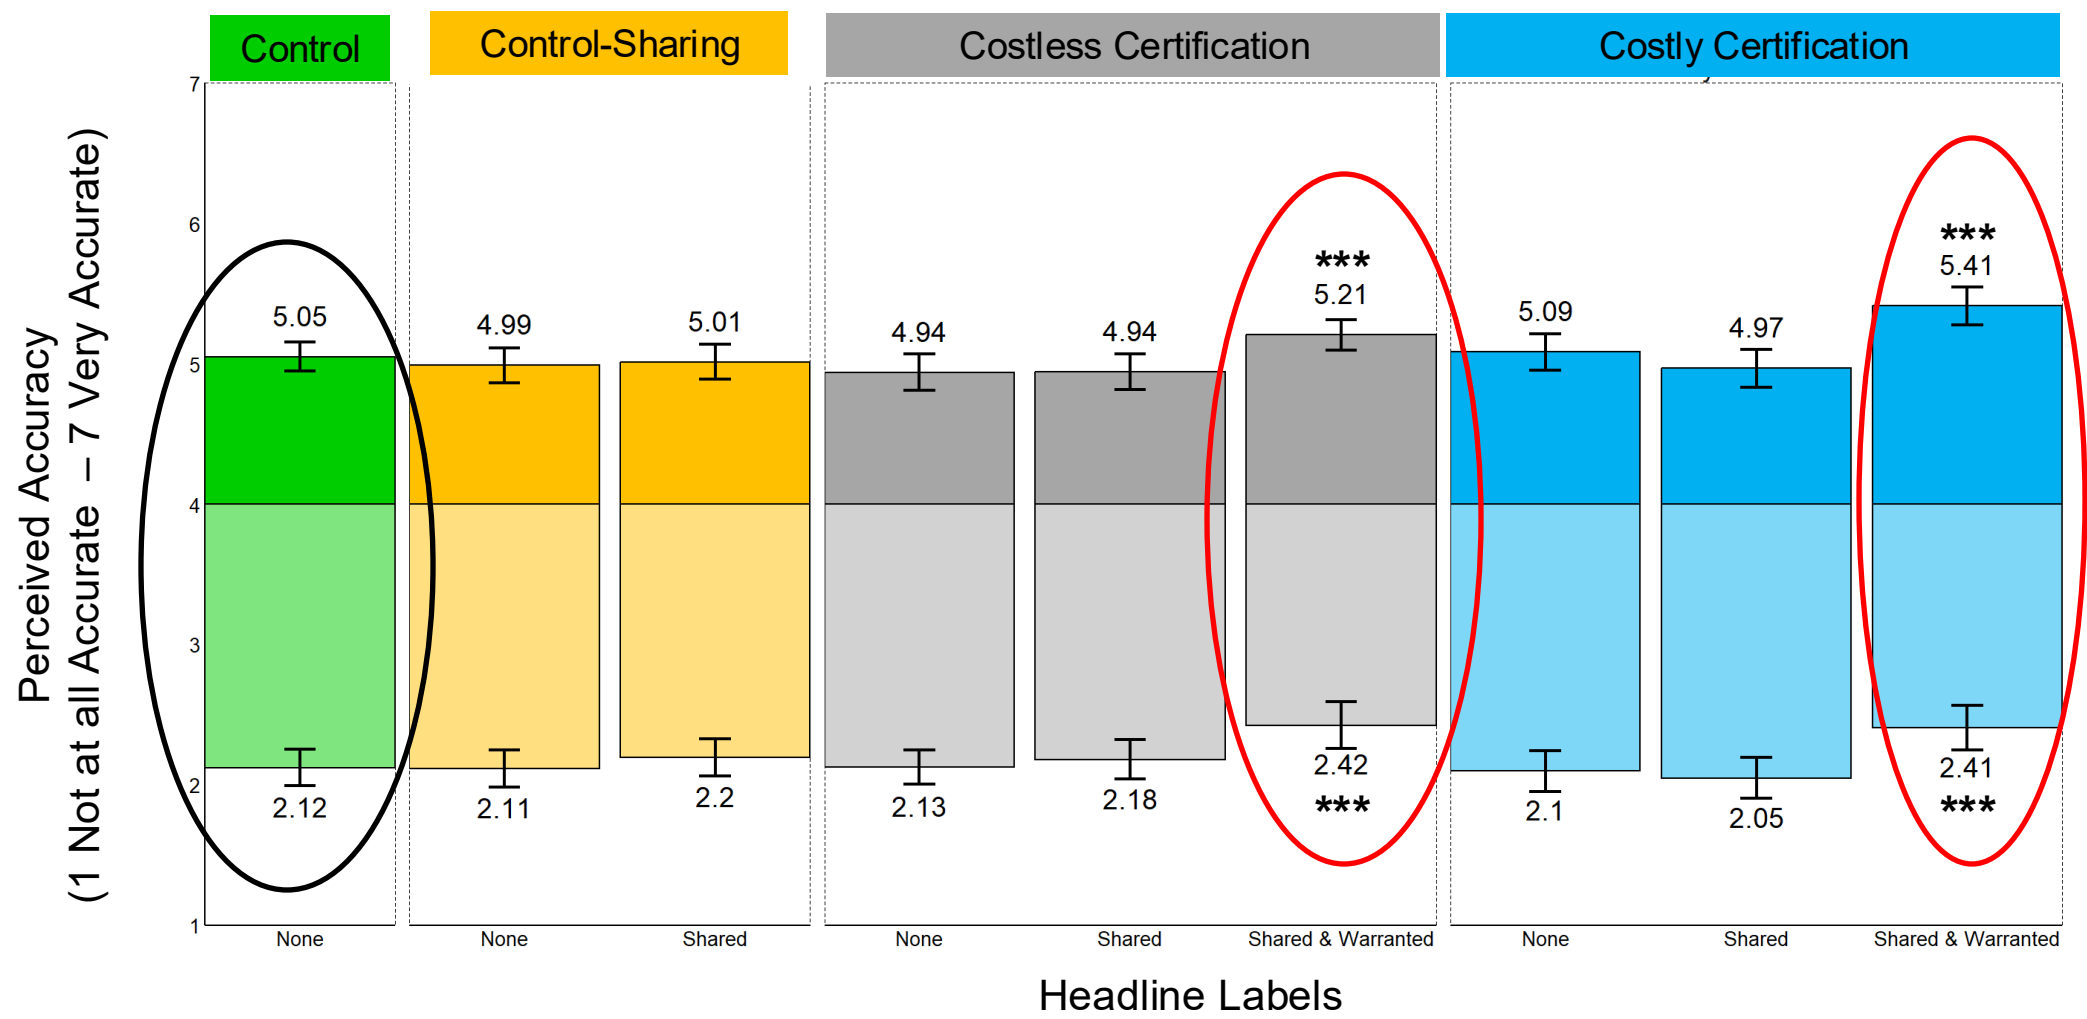 Control
Control-Sharing
Costless Certification
Costly Certification
Perceived Accuracy
(1 Not at all Accurate – 7 Very Accurate)
7
6
5
4
3
2
1
5.05
4.99
5.01
4.94
4.94
***
5.21
5.09
4.97
***
5.41
2.12
2.11
2.2
2.13
2.18
2.42
***
2.1
2.05
2.41
***
None
None
Shared
None
Shared
Shared & Warranted
None
Shared
Shared & Warranted
Headline Labels